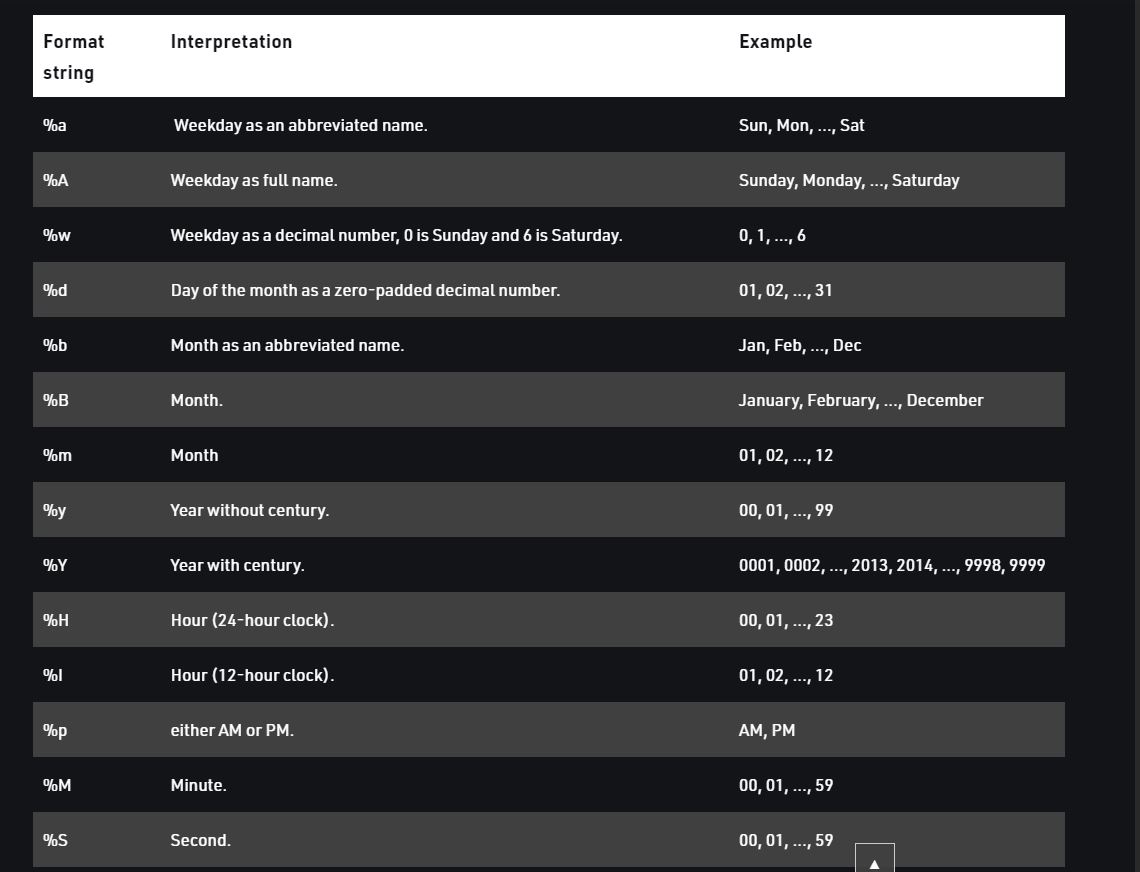 Format Interpretation Example
string
%a Weekday as an abbreviated name. Sun, Mon, ..., Sat
%A Weekday as full name. Sunday, Monday, ..., Saturday
%w Weekday as a decimal number, 0 is Sunday and 6 is Saturday. 0, 1, ..., 6
%d Day of the month as a zero-padded decimal number. 01, 02, ..., 31
%b Month as an abbreviated name. Jan, Feb, ..., Dec
%B Month. January, February, ..., December
%m Month 01, 02, ..., 12
%y Year without century. 00, 01, ..., 99
%Y Year with century. 0001, 0002, ..., 2013, 2014, ..., 9998, 9999
%H Hour (24-hour clock). 00, 01, ..., 23
%I Hour (12-hour clock). 01, 02, ..., 12
%p either AM or PM. AM, PM
%M Minute. 00, 01, ..., 59
%S Second. 00, 01, ..., 59